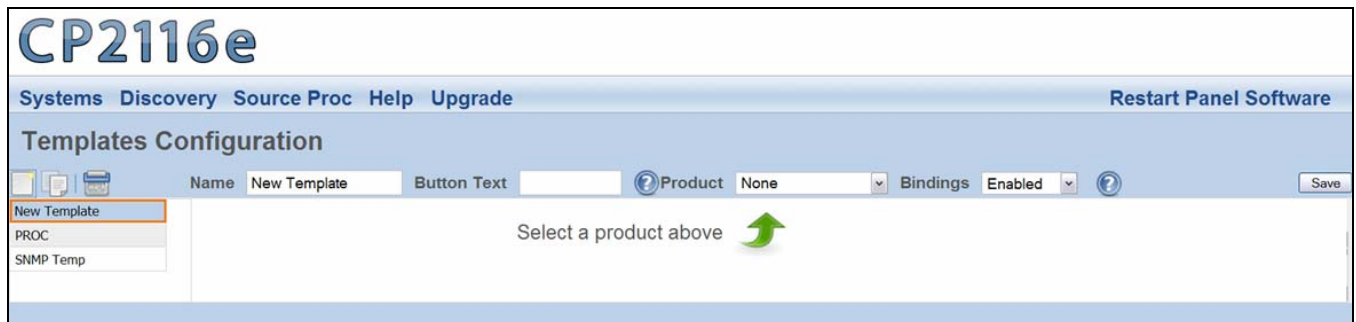 CP2116e
Systems Discovery Source Proc Help Upgrade Restart Panel Software
Templates Configuration
Name New Template Button Text ? Product None Bindings Enabled ? Save
New Template
Select a product above
PROC
SNMP Temp